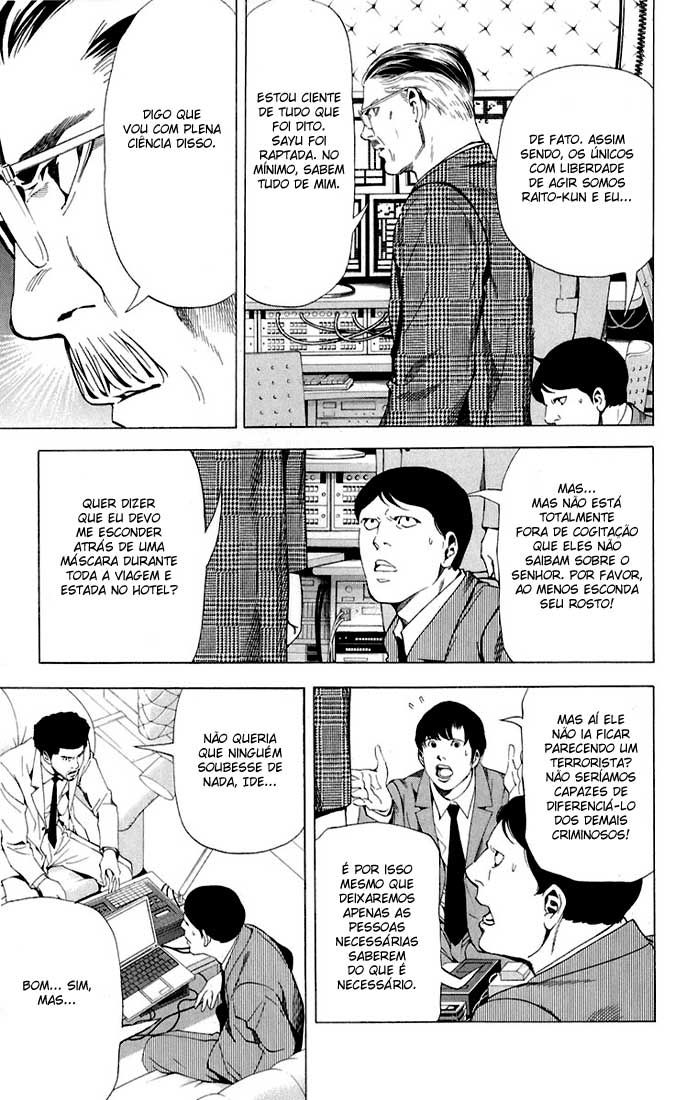 DE FATO. ASSIM
SENDO, OS ÚNICOS
COM LIBERDADE
DE AGIR SOMOS
RAITO-KUN E EU...
ESTOU CIENTE
DE TUDO QUE
FOI DITO.
SAYU FOI
RAPTADA. NO
MÍNIMO, SABEM
TUDO DE MIM.
DIGO QUE
VOU COM PLENA
CIÊNCIA DISSO.
MAS...
MAS NÃO ESTÁ
TOTALMENTE
FORA DE COGITAÇÃO
QUE ELES NÃO
SAIBAM SOBRE O
SENHOR. POR FAVOR,
AO MENOS ESCONDA
SEU ROSTO!
QUER DIZER
QUE EU DEVO
ME ESCONDER
ATRÁS DE UMA
MÁSCARA DURANTE
TODA A VIAGEM E
ESTADA NO HOTEL?
MAS AÍ ELE
NÃO IA FICAR
PARECENDO UM
TERRORISTA?
NÃO SERÍAMOS
CAPAZES DE
DIFERENCIÁ-LO
DOS DEMAIS
CRIMINOSOS!
É POR ISSO
MESMO QUE
DEIXAREMOS
APENAS AS
PESSOAS
NECESSÁRIAS
SABEREM
DO QUE É
NECESSÁRIO.
NÃO QUERIA
QUE NINGUÉM
SOUBESSE DE
NADA, IDE...
BOM... SIM,
MAS...